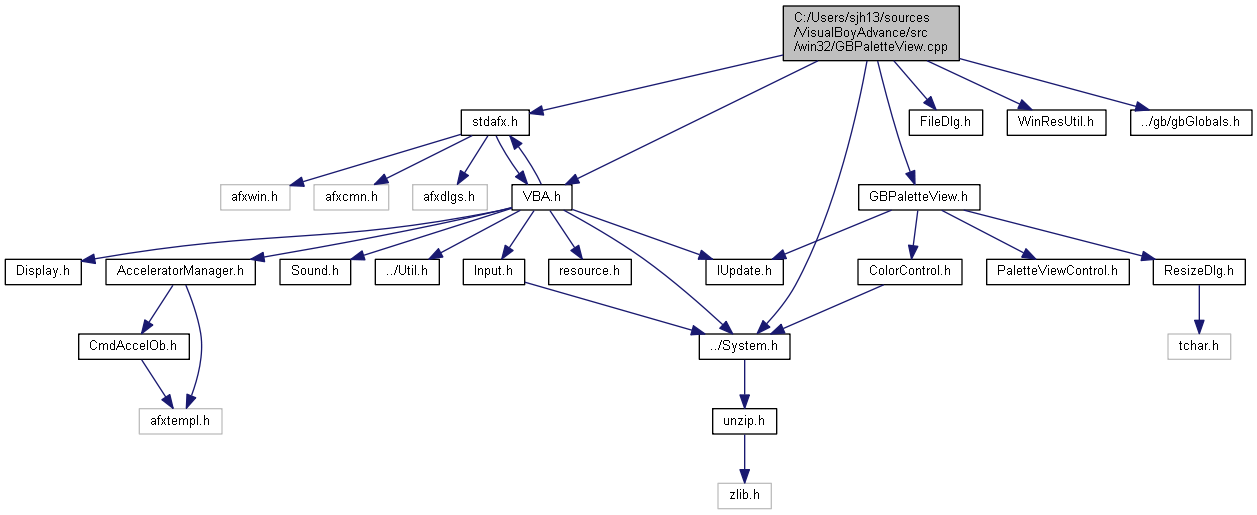 C:/Users/sjh13/sources
/VisualBoyAdvance/src
/win32/GBPaletteView.cpp
stdafx.h
FileDlg.h
WinResUtil.h
../gb/gbGlobals.h
afxwin.h
afxcmn.h
afxdlgs.h
VBA.h
GBPaletteView.h
Display.h
AcceleratorManager.h
Sound.h
../Util.h
Input.h
resource.h
IUpdate.h
ColorControl.h
PaletteViewControl.h
ResizeDlg.h
CmdAccelOb.h
../System.h
tchar.h
afxtempl.h
unzip.h
zlib.h